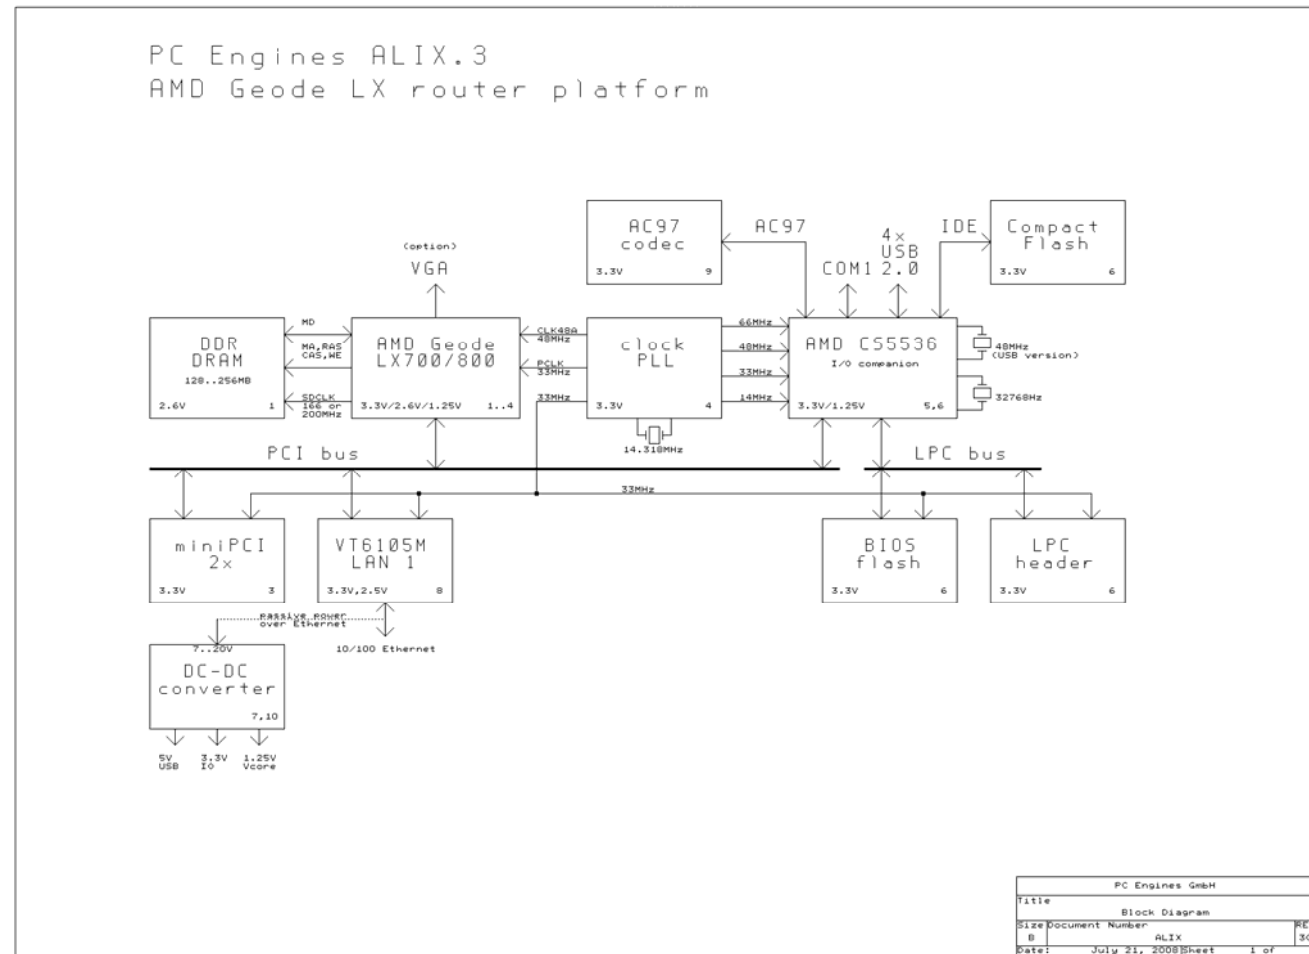 PC Engines ALIX.3
AMD Geode LX router platform
AC97
codec
3.3V 9
AC97
4x
USB
2.0
COM1
IDE
Compact
Flash
3.3V 6
(option)
VGA
DDR
DRAM
128..256MB
2.6V 1
MD
MA,RAS
CAS,WE
SDCLK
166 or
200MHz
AMD Geode
LX700/800
3.3V/2.6V/1.25V 1..4
CLK48A
48MHz
PCLK
33MHz
33MHz
clock
PLL
3.3V 4
14.318MHz
66MHz
48MHz
33MHz
14MHz
AMD CS5536
I/O companion
3.3V/1.25V 5,6
48MHz
(USB version)
32768Hz
PCI bus
LPC bus
33MHz
miniPCI
2x
3.3V 3
VT6105M
LAN 1
3.3V,2.5V 8
BIOS
flash
3.3V 6
LPC
header
3.3V 6
passive power
over Ethernet
10/100 Ethernet
7..20V
DC-DC
converter
7,10
5V
USB
3.3V
IO
1.25V
Vcore
PC Engines GmbH
Title
Block Diagram
Size Document Number
B ALIX
Date: July 21, 2008 Sheet 1 of